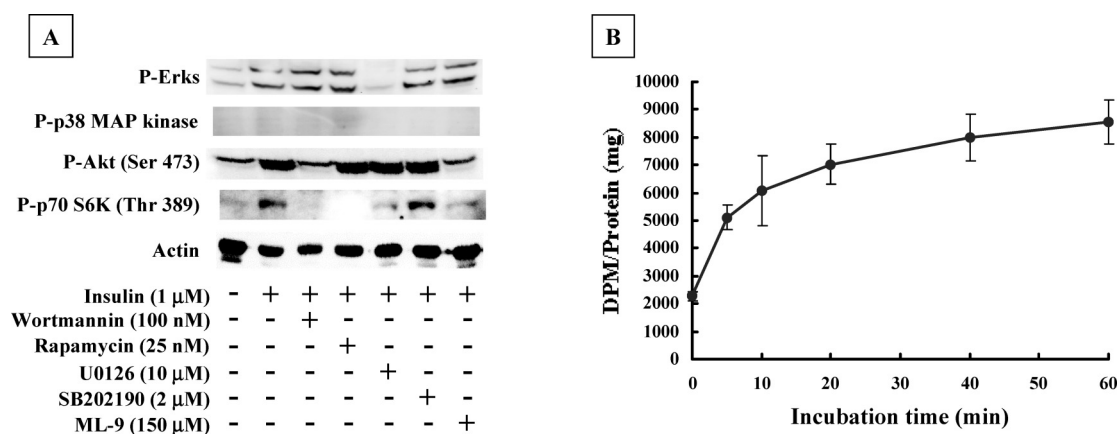 A
P-Erks
P-p38 MAP kinase
P-Akt (Ser 473)
P-p70 S6K (Thr 389)
Actin
Insulin (1 μM) - + + + + + +
Wortmannin (100 nM) - - + - - - -
Rapamycin (25 nM) - - - + - - -
U0126 (10 μM) - - - - + - -
SB202190 (2 μM) - - - - - + -
ML-9 (150 μM) - - - - - - +
B
DPM/Protein (mg)
10000
9000
8000
7000
6000
5000
4000
3000
2000
1000
0
0 10 20 30 40 50 60
Incubation time (min)